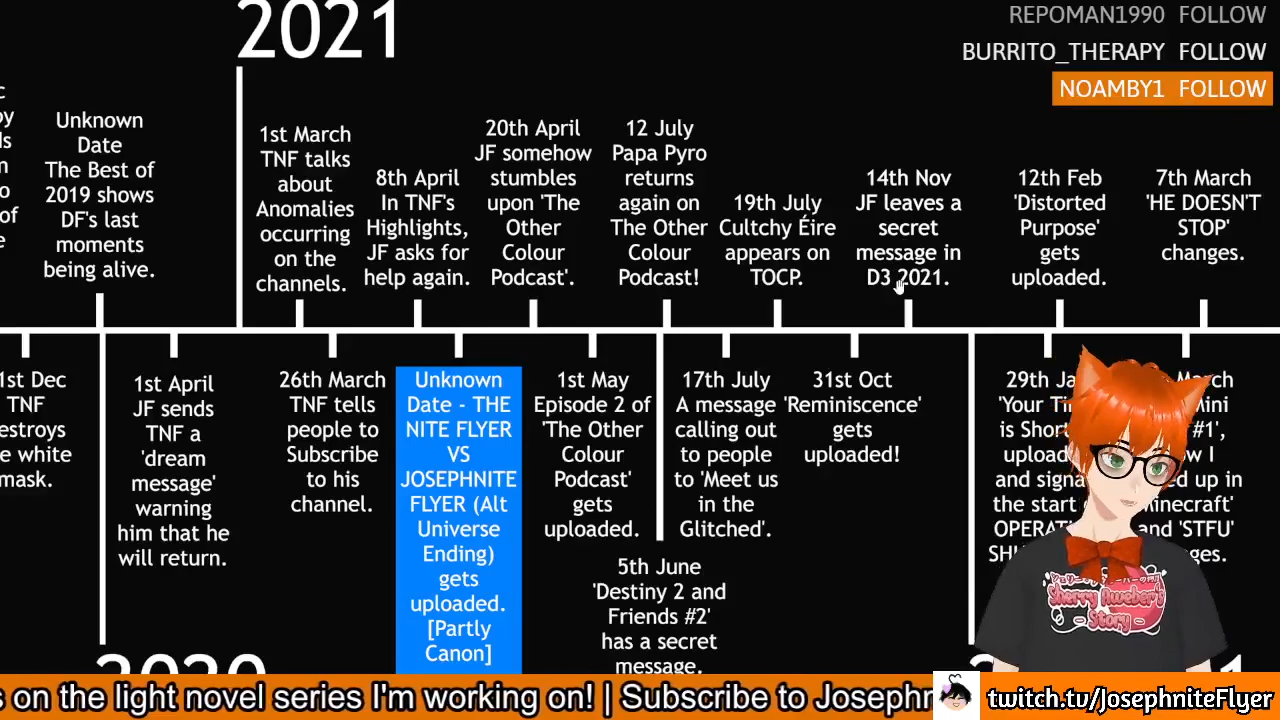 2021
REPOMAN1990 FOLLOW
BURRITO_THERAPY FOLLOW
NOAMBY1 FOLLOW
Unknown
Date
The Best of
2019 shows
DF's last
moments
being alive.
1st March
TNF talks
about
Anomalies
occurring
on the
channels.
8th April
In TNF's
Highlights,
JF asks for
help again.
20th April
JF somehow
stumbles
upon 'The
Other
Colour
Podcast'.
12 July
Papa Pyro
returns
again on
The Other
Colour
Podcast!
19th July
Cultchy Éire
appears on
TOCP.
14th Nov
JF leaves a
secret
message in
D3 2021.
12th Feb
'Distorted
Purpose'
gets
uploaded.
7th March
'HE DOESN'T
STOP'
changes.
1st Dec
TNF
white
mask.
1st April
JF sends
TNF a
'dream
message'
warning
him that he
will return.
26th March
TNF tells
people to
Subscribe
to his
channel.
Unknown
Date - THE
NITE FLYER
VS
JOSEPHNITE
FLYER (Alt
Universe
Ending)
gets
uploaded.
[Partly
Canon]
1st May
Episode 2 of
'The Other
Colour
Podcast'
gets
uploaded.
5th June
'Destiny 2 and
Friends #2'
has a secret
message.
17th July
A message
calling out
to people
to 'Meet us
in the
Glitched'.
31st Oct
'Reminiscence'
gets
uploaded!
29th
'Your
is
and
the start
March
#1',
I
up in
and 'STFU'
2020
Sherry Aweber's
Story
on the light novel series I'm working on! | Subscribe to
twitch.tv/JosephniteFlyer